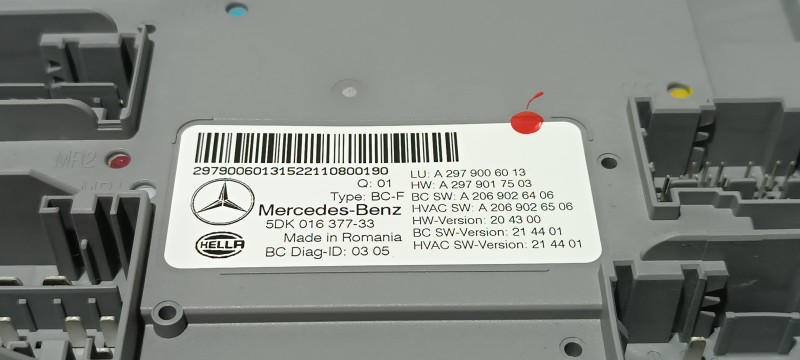 29790060131522110800190
Q: 01
Type: BC-F
Mercedes-Benz
5DK 016 377-33
HELLA
Made in Romania
BC Diag-ID: 03 05
LU: A 297 900 60 13
HW: A 297 901 75 03
BC SW: A 206 902 64 06
HVAC SW: A 206 902 65 06
HW-Version: 20 43 00
BC SW-Version: 21 44 01
HVAC SW-Version: 21 44 01
MR2